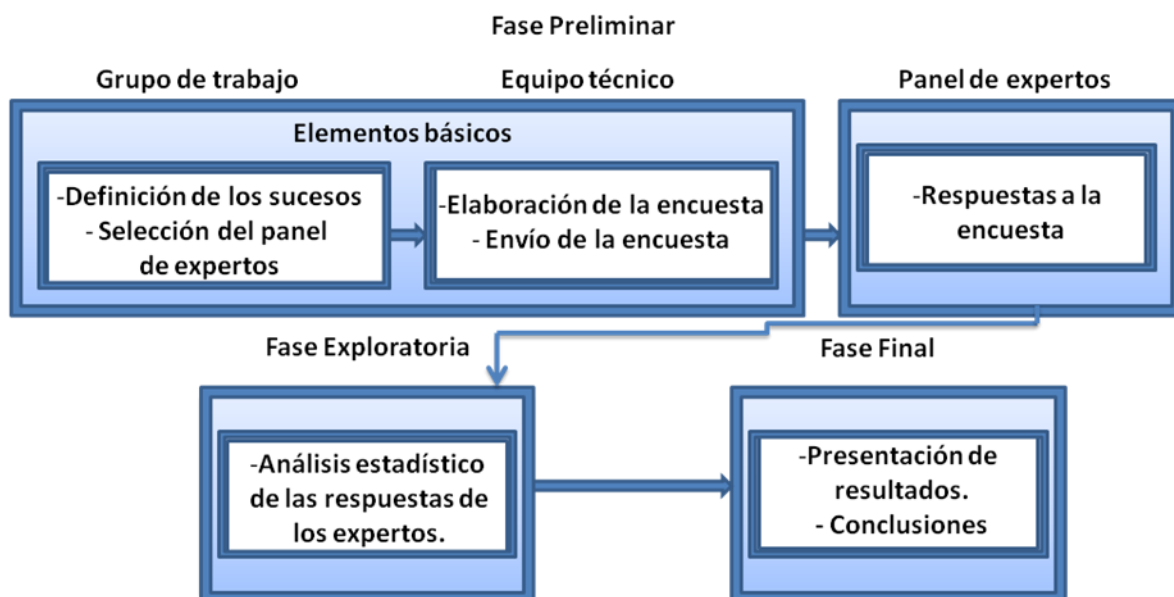 Fase Preliminar
Grupo de trabajo
Equipo técnico
Panel de expertos
Elementos básicos
-Definición de los sucesos
- Selección del panel
de expertos
-Elaboración de la encuesta
- Envío de la encuesta
-Respuestas a la
encuesta
Fase Exploratoria
Fase Final
-Análisis estadístico
de las respuestas de
los expertos.
-Presentación de
resultados.
- Conclusiones